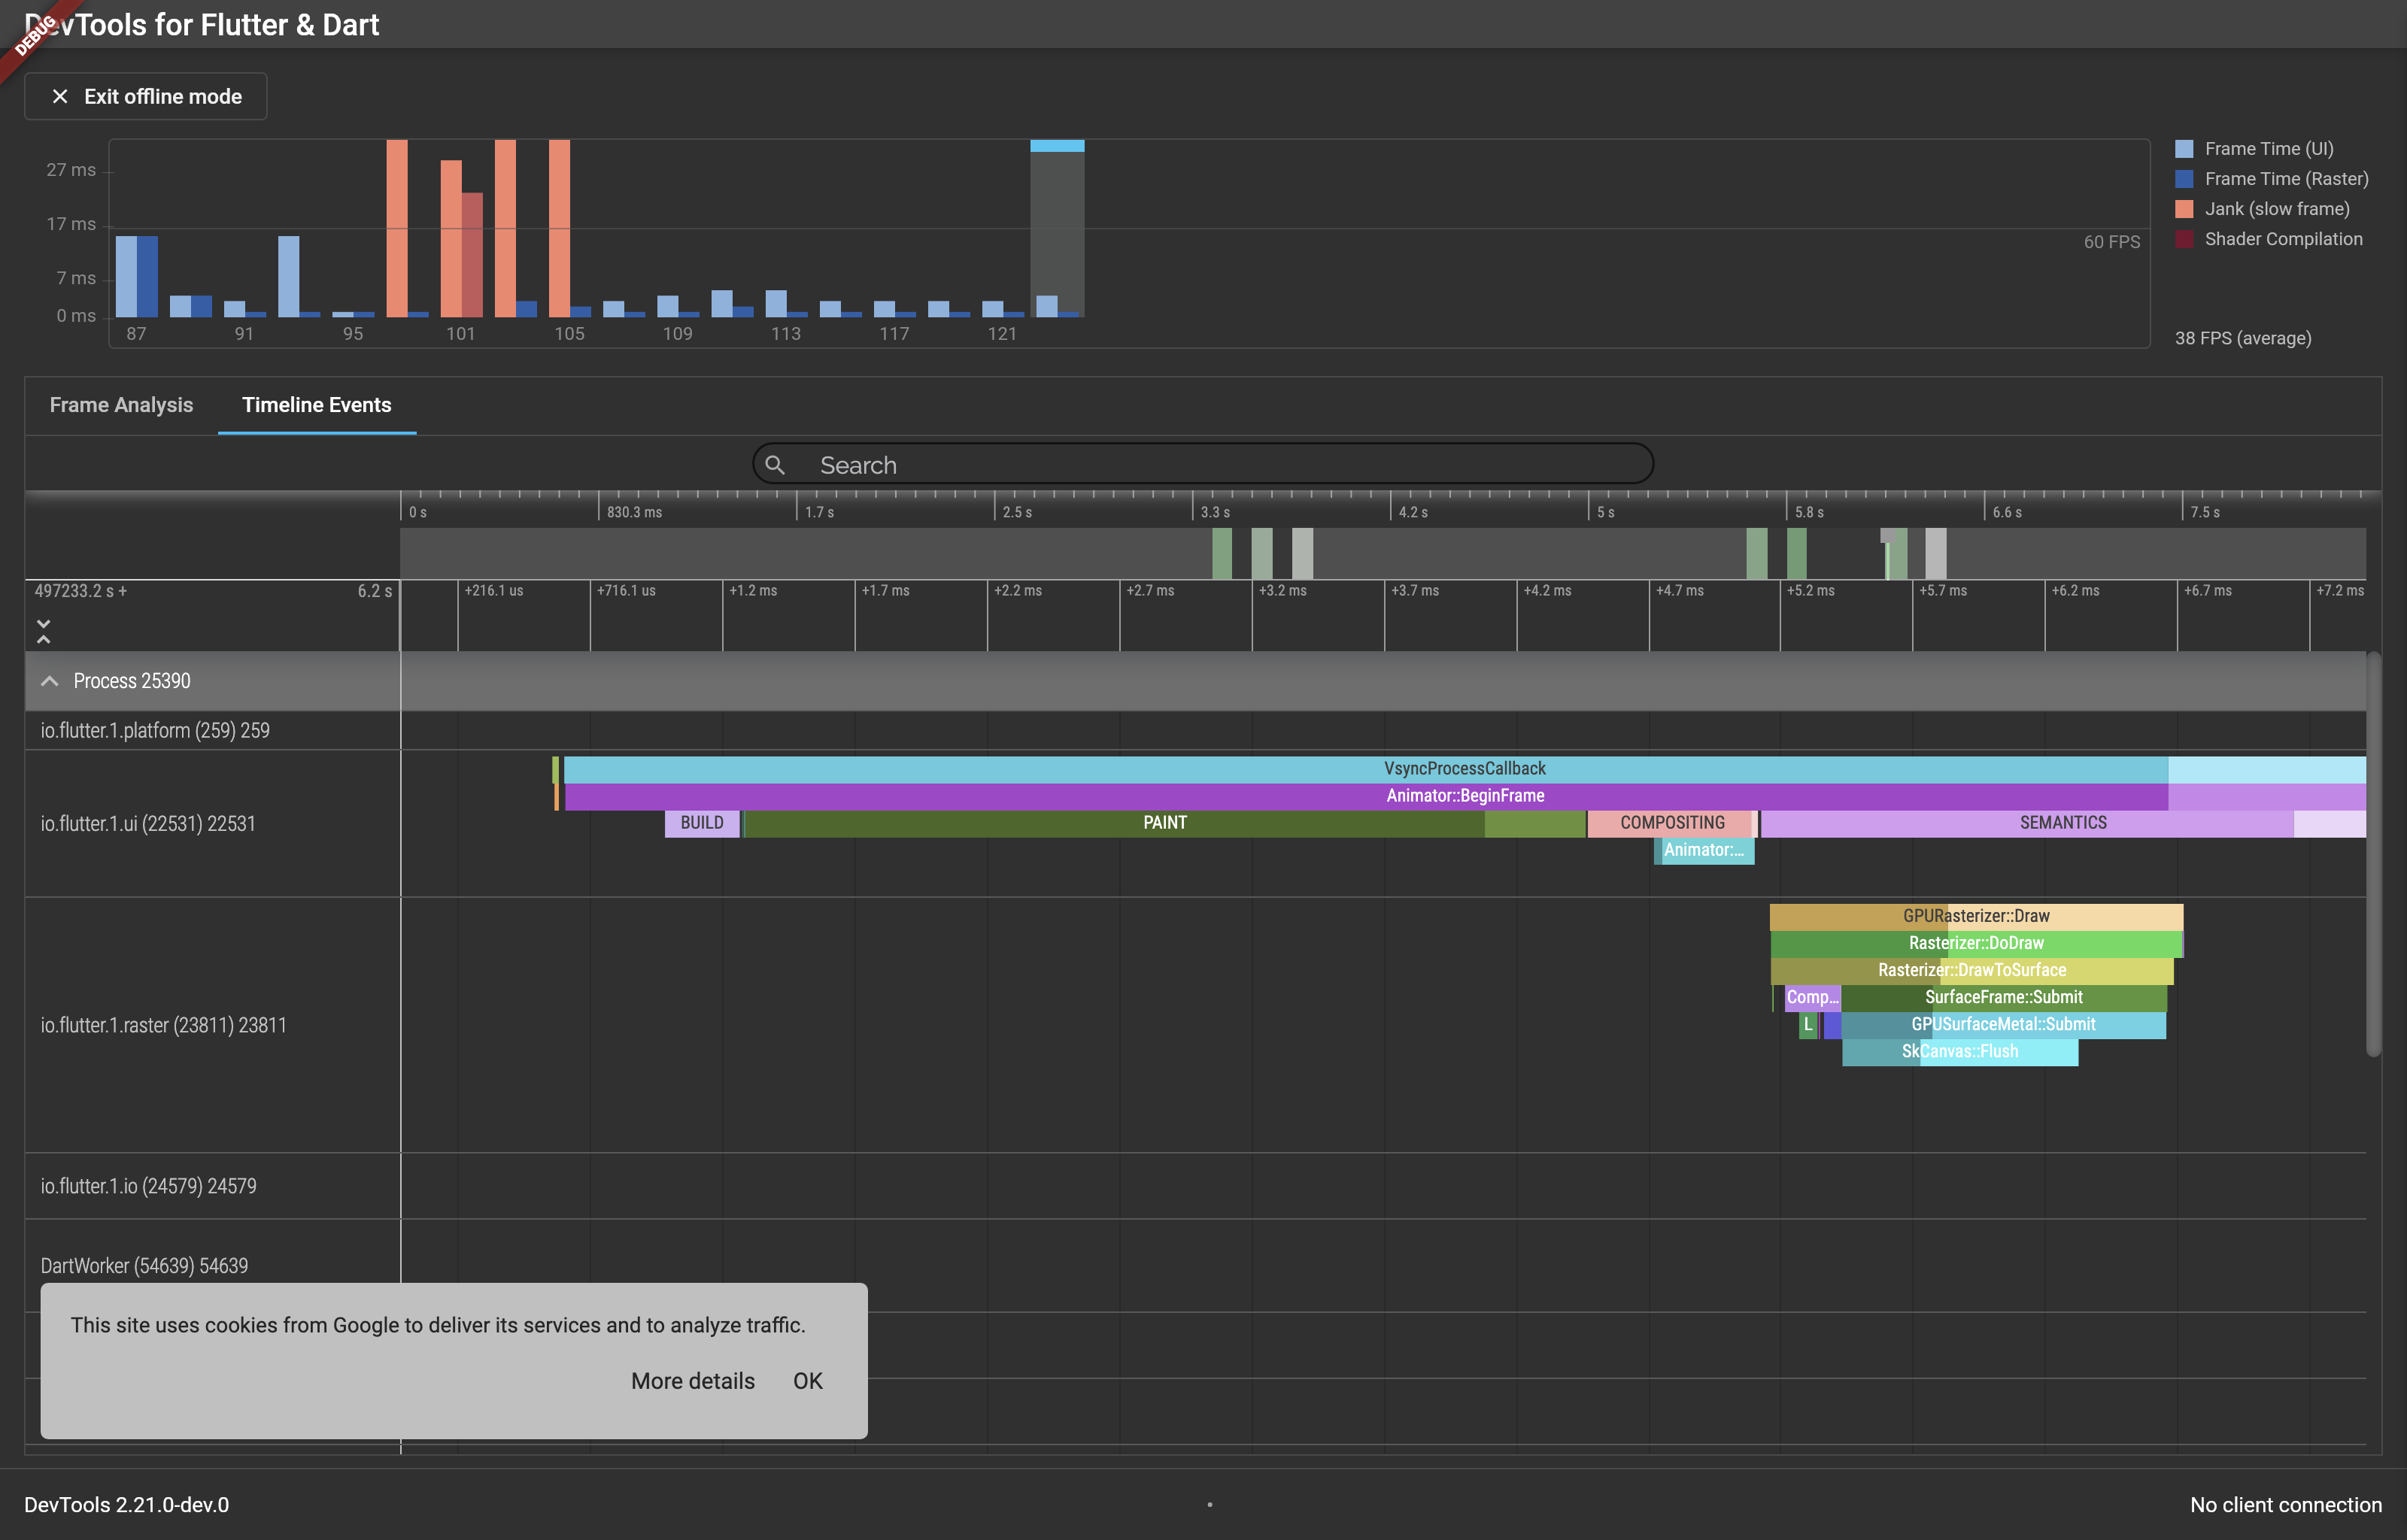 DevTools for Flutter & Dart
DEBUG
Exit offline mode
27 ms
17 ms
7 ms
0 ms
87
91
95
101
105
109
113
117
121
60 FPS
Frame Time (UI)
Frame Time (Raster)
Jank (slow frame)
Shader Compilation
38 FPS (average)
Frame Analysis
Timeline Events
Search
0 s
830.3 ms
1.7 s
2.5 s
3.3 s
4.2 s
5 s
5.8 s
6.6 s
7.5 s
497233.2 s +
6.2 s
+216.1 us
+716.1 us
+1.2 ms
+1.7 ms
+2.2 ms
+2.7 ms
+3.2 ms
+3.7 ms
+4.2 ms
+4.7 ms
+5.2 ms
+5.7 ms
+6.2 ms
+6.7 ms
+7.2 ms
Process 25390
io.flutter.1.platform (259) 259
VsyncProcessCallback
Animator::BeginFrame
io.flutter.1.ui (22531) 22531
BUILD
PAINT
COMPOSITING
SEMANTICS
Animator:...
GPURasterizer::Draw
Rasterizer::DoDraw
Rasterizer::DrawToSurface
Comp...
SurfaceFrame::Submit
io.flutter.1.raster (23811) 23811
L
GPUSurfaceMetal::Submit
SkCanvas::Flush
io.flutter.1.io (24579) 24579
DartWorker (54639) 54639
This site uses cookies from Google to deliver its services and to analyze traffic.
More details
OK
DevTools 2.21.0-dev.0
•
No client connection